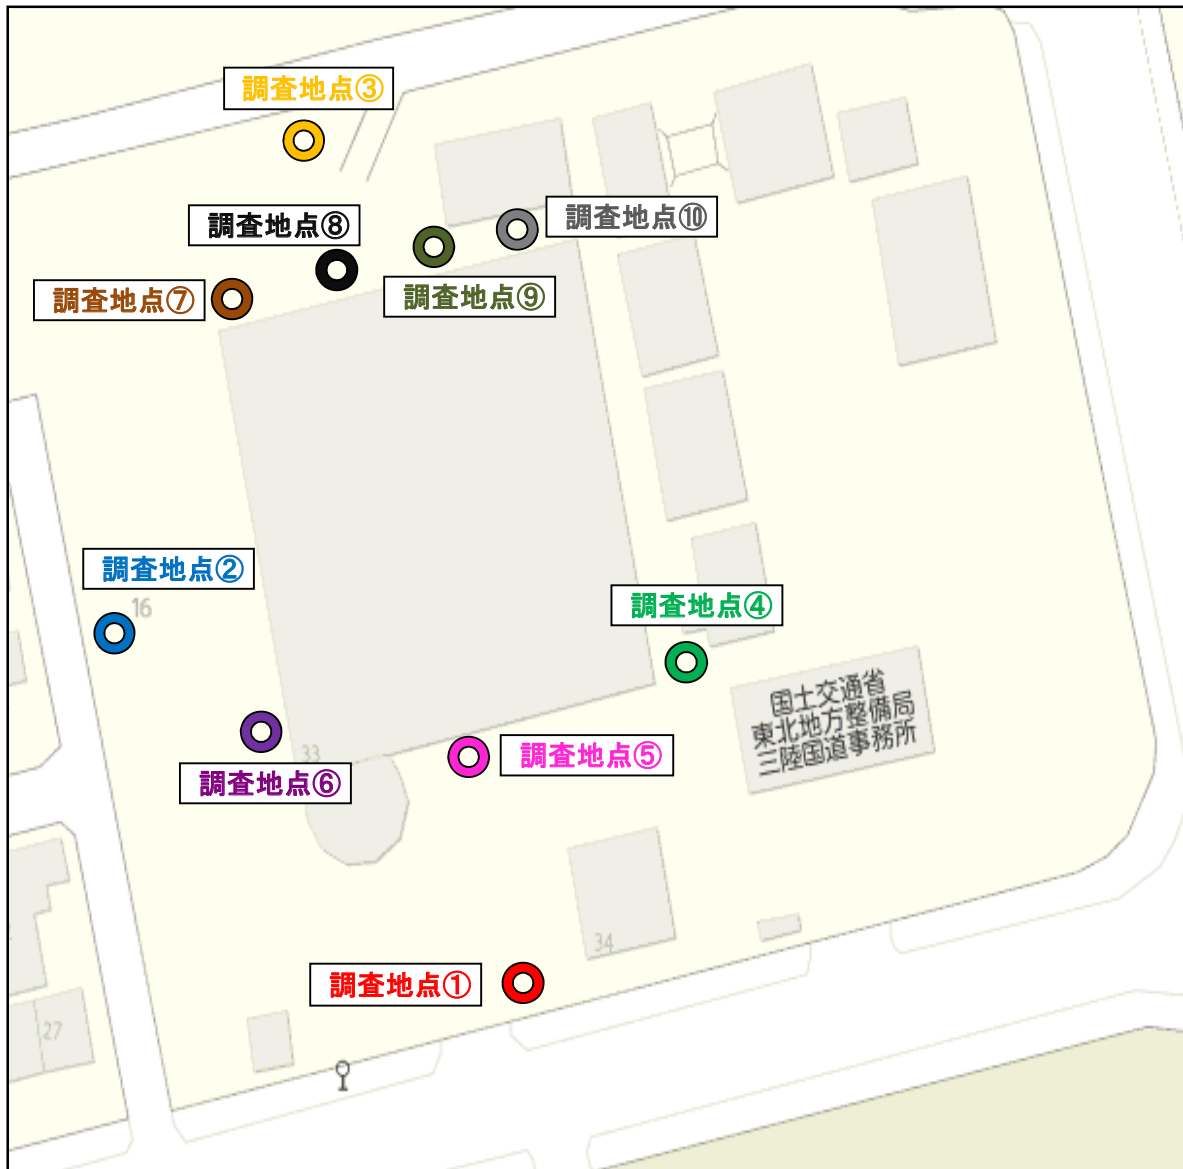 調査地点③
調査地点⑧
調査地点⑩
調査地点⑦
調査地点⑨
調査地点②
16
調査地点④
国土交通省
東北地方整備局
三陸国道事務所
33
調査地点⑤
調査地点⑥
34
調査地点①
27